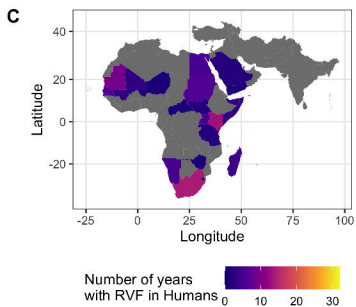 C
Latitude
40
20
0
-20
-25 0 25 50 75 100
Longitude
Number of years
with RVF in Humans
0 10 20 30